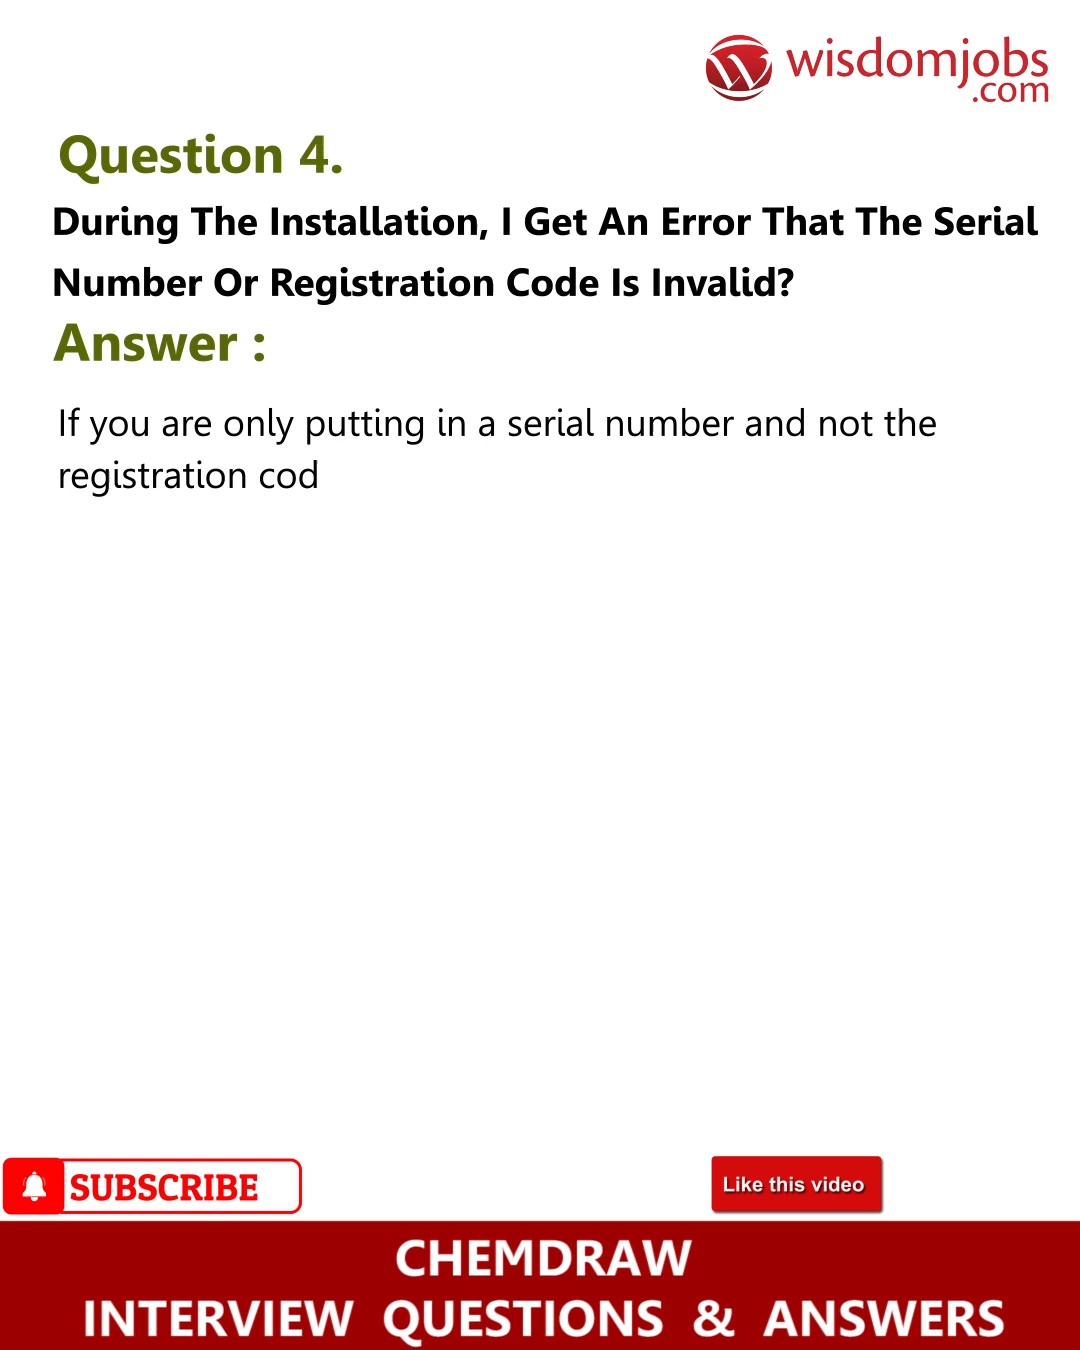 wisdomjobs
.com
Question 4.
During The Installation, I Get An Error That The Serial
Number Or Registration Code Is Invalid?
Answer :
If you are only putting in a serial number and not the
registration cod
SUBSCRIBE
Like this video
CHEMDRAW
INTERVIEW QUESTIONS & ANSWERS